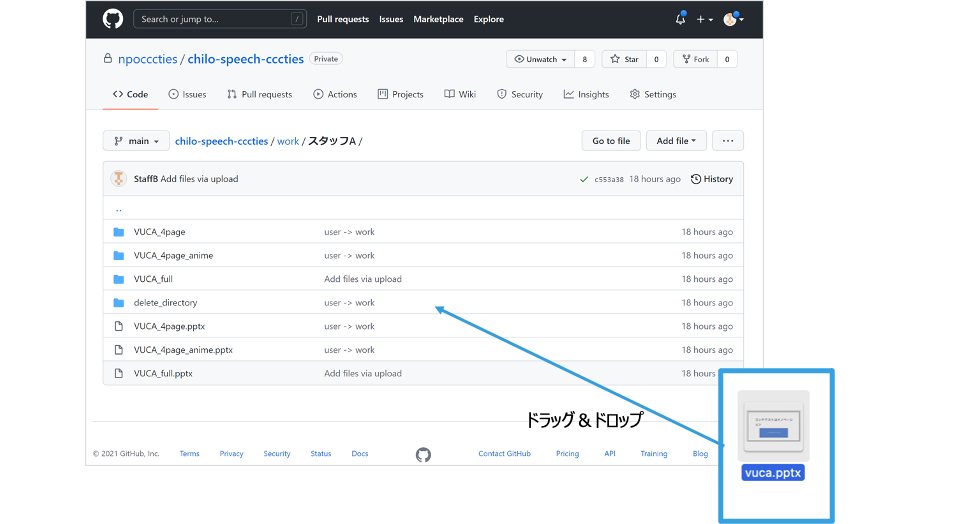 Search or jump to... / Pull requests Issues Marketplace Explore
npocccties / chilo-speech-cccties Private Unwatch 8 Star 0 Fork 0
Code Issues Pull requests Actions Projects Wiki Security Insights Settings
main chilo-speech-cccties / work / スタッフA / Go to file Add file ...
StaffB Add files via upload c553a38 18 hours ago History
..
VUCA_4page user -> work 18 hours ago
VUCA_4page_anime user -> work 18 hours ago
VUCA_full Add files via upload 18 hours ago
delete_directory user -> work 18 hours ago
VUCA_4page.pptx user -> work 18 hours ago
VUCA_4page_anime.pptx user -> work 18 hours ago
VUCA_full.pptx Add files via upload 18 hours
ドラッグ & ドロップ
© 2021 GitHub, Inc. Terms Privacy Security Status Docs Contact GitHub Pricing API Training Blog
vuca.pptx